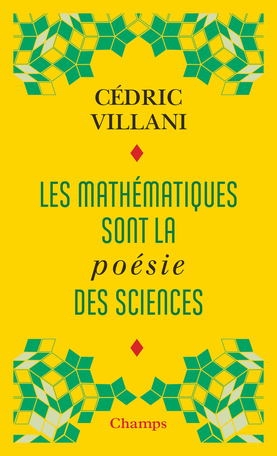 CÉDRIC
VILLANI
LES MATHÉMATIQUES
SONT LA
poésie
DES SCIENCES
Champs